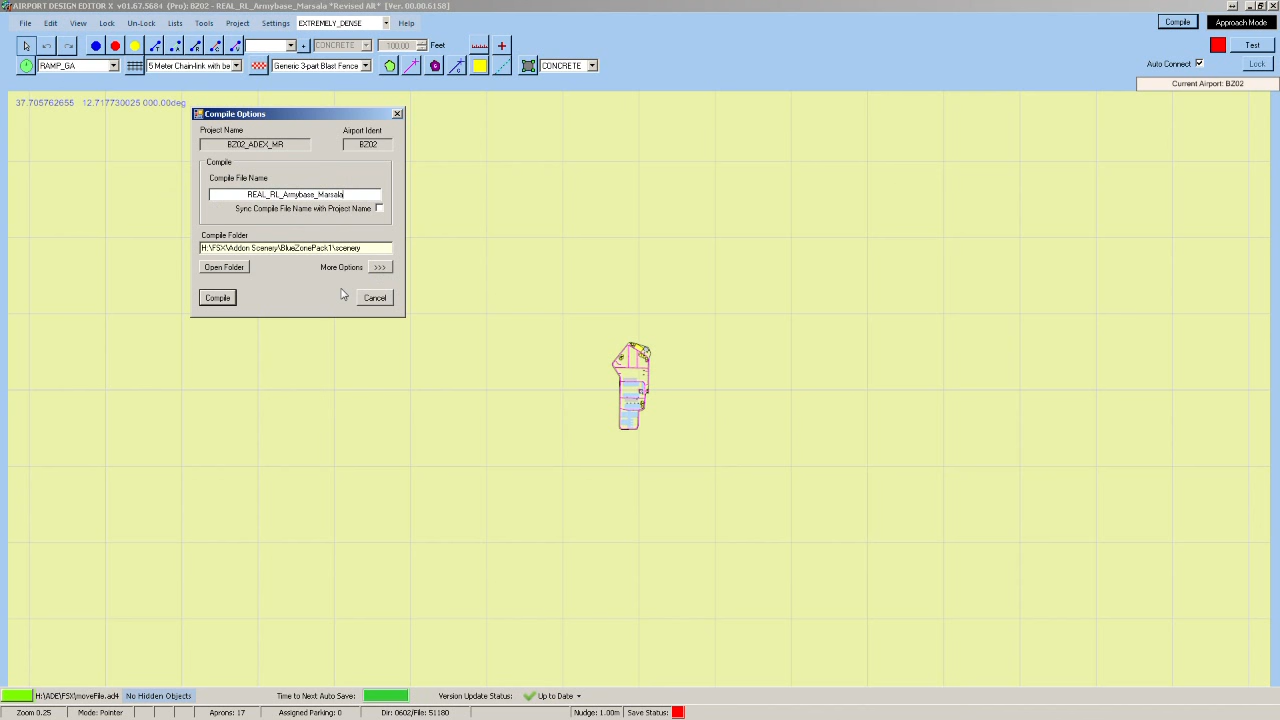 AIRPORT DESIGN EDITOR X v01.67.5684 (Pro): BZ02 - REAL_RL_Armybase_Marsala *Revised AR* ------ [EXTREMELY_DENSE] ------ Ver. 00.00.6158]
File Edit View Lock Un-Lock Lists Tools Project Settings EXTREMELY_DENSE Help Compile Approach Mode
CONCRETE 100.00 Feet Test
RAMP_GA 5 Meter Chain-link with be Generic 3-part Blast Fence CONCRETE Auto Connect Lock
Current Airport: BZ02
37.705762655 12.717730025 000.00deg
Compile Options
Project Name Airport Ident
BZ02_ADEX_MR BZ02
Compile
Compile File Name
REAL_RL_Armybase_Marsala
Sync Compile File Name with Project Name
Compile Folder
H:\FSX\Addon Scenery\BlueZonePack1\scenery
Open Folder More Options >>>
Compile Cancel
H:\ADE\FSX\moveFile.ad4 No Hidden Objects Time to Next Auto Save: Version Update Status: Up to Date
Zoom 0.25 Mode: Pointer Aprons: 17 Assigned Parking: 0 Dir: 0602/File: 51180 Nudge: 1.00m Save Status: